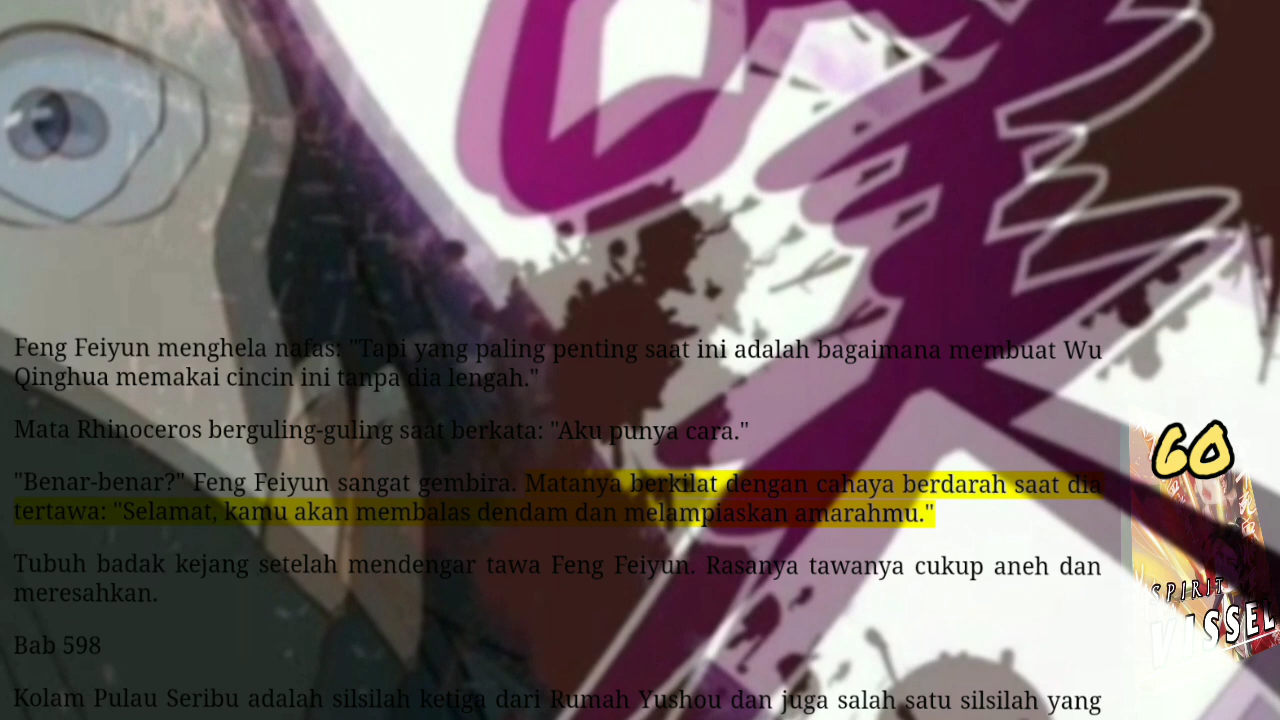 Feng Feiyun menghela nafas: "Tapi yang paling penting saat ini adalah bagaimana membuat Wu
Qinghua memakai cincin ini tanpa dia lengah."
Mata Rhinoceros berguling-guling saat berkata: "Aku punya cara."
"Benar-benar?" Feng Feiyun sangat gembira. Matanya berkilat dengan cahaya berdarah saat dia
tertawa: "Selamat, kamu akan membalas dendam dan melampiaskan amarahmu."
Tubuh badak kejang setelah mendengar tawa Feng Feiyun. Rasanya tawanya cukup aneh dan
meresahkan.
Bab 598
Kolam Pulau Seribu adalah silsilah ketiga dari Rumah Yushou dan juga salah satu silsilah yang
60
SPIRIT
VISSEL